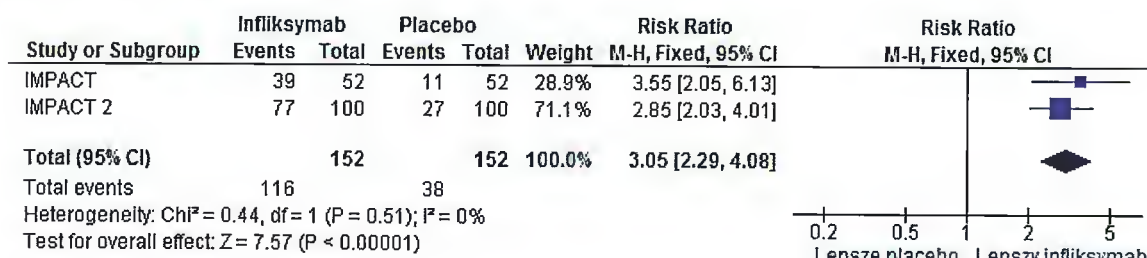 Infliksymab Placebo Risk Ratio Risk Ratio
Study or Subgroup Events Total Events Total Weight M-H, Fixed, 95% CI M-H, Fixed, 95% CI
IMPACT 39 52 11 52 28.9% 3.55 [2.05, 6.13]
IMPACT 2 77 100 27 100 71.1% 2.85 [2.03, 4.01]
Total (95% CI) 152 152 100.0% 3.05 [2.29, 4.08]
Total events 116 38
Heterogeneity: Chi² = 0.44, df = 1 (P = 0.51); I² = 0%
Test for overall effect: Z = 7.57 (P < 0.00001)
0.2 0.5 1 2 5
Lepsze placebo Lepszy infliksymab